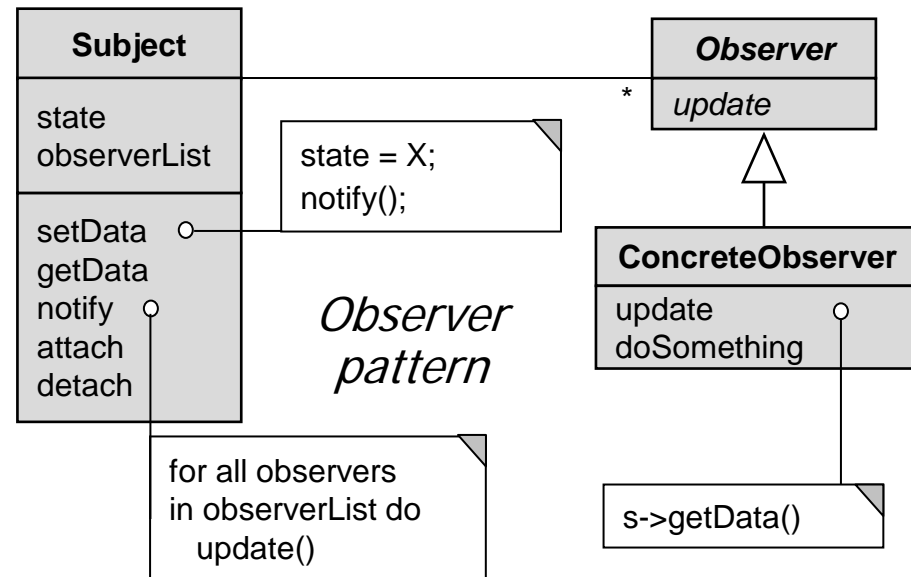 Subject
state
observerList
setData
getData
notify
attach
detach
state = X;
notify();
Observer
*
update
ConcreteObserver
update
doSomething
Observer
pattern
for all observers
in observerList do
update()
s->getData()